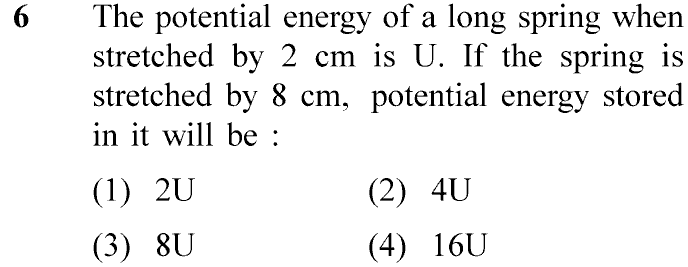 6 The potential energy of a long spring when
stretched by 2 cm is U. If the spring is
stretched by 8 cm, potential energy stored
in it will be :
(1) 2U (2) 4U
(3) 8U (4) 16U